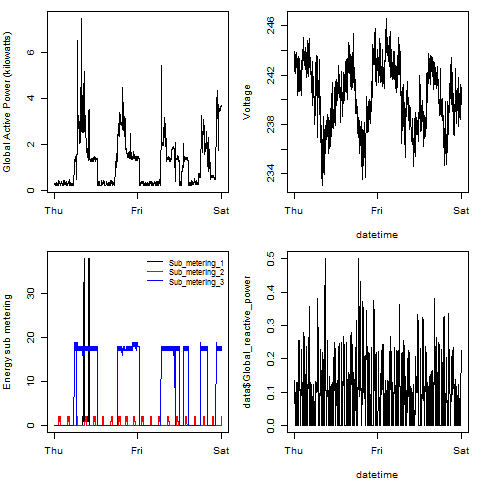 Global Active Power (kilowatts)
6
4
2
0
Thu
Fri
Sat
Voltage
246
242
238
234
Thu
Fri
Sat
datetime
Energy sub metering
30
20
10
0
Sub_metering_1
Sub_metering_2
Sub_metering_3
Thu
Fri
Sat
data$Global_reactive_power
0.5
0.4
0.3
0.2
0.1
0.0
Thu
Fri
Sat
datetime